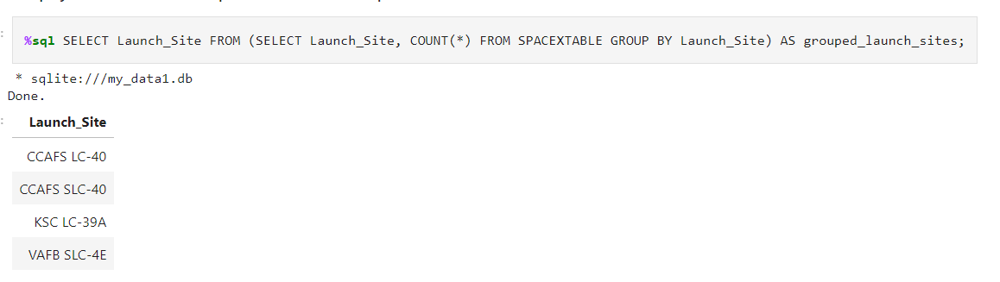 %sql SELECT Launch_Site FROM (SELECT Launch_Site, COUNT(*) FROM SPACEXTABLE GROUP BY Launch_Site) AS grouped_launch_sites;
* sqlite:///my_data1.db
Done.
Launch_Site
CCAFS LC-40
CCAFS SLC-40
KSC LC-39A
VAFB SLC-4E